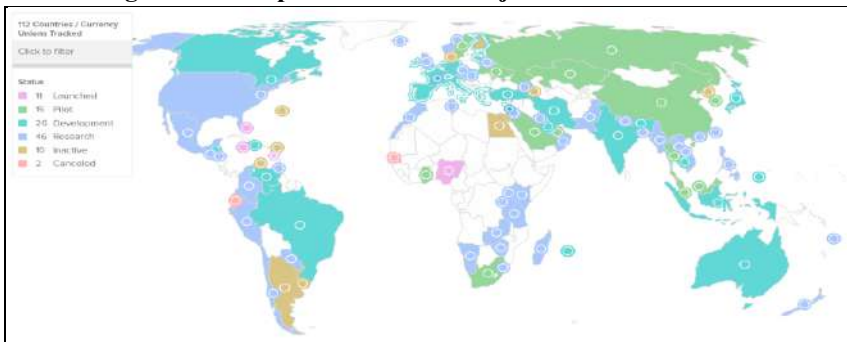 112 Countries / Currency
Unions Tracked
Click to filter
Status
11 Launched
15 Pilot
26 Development
46 Research
10 Inactive
2 Canceled